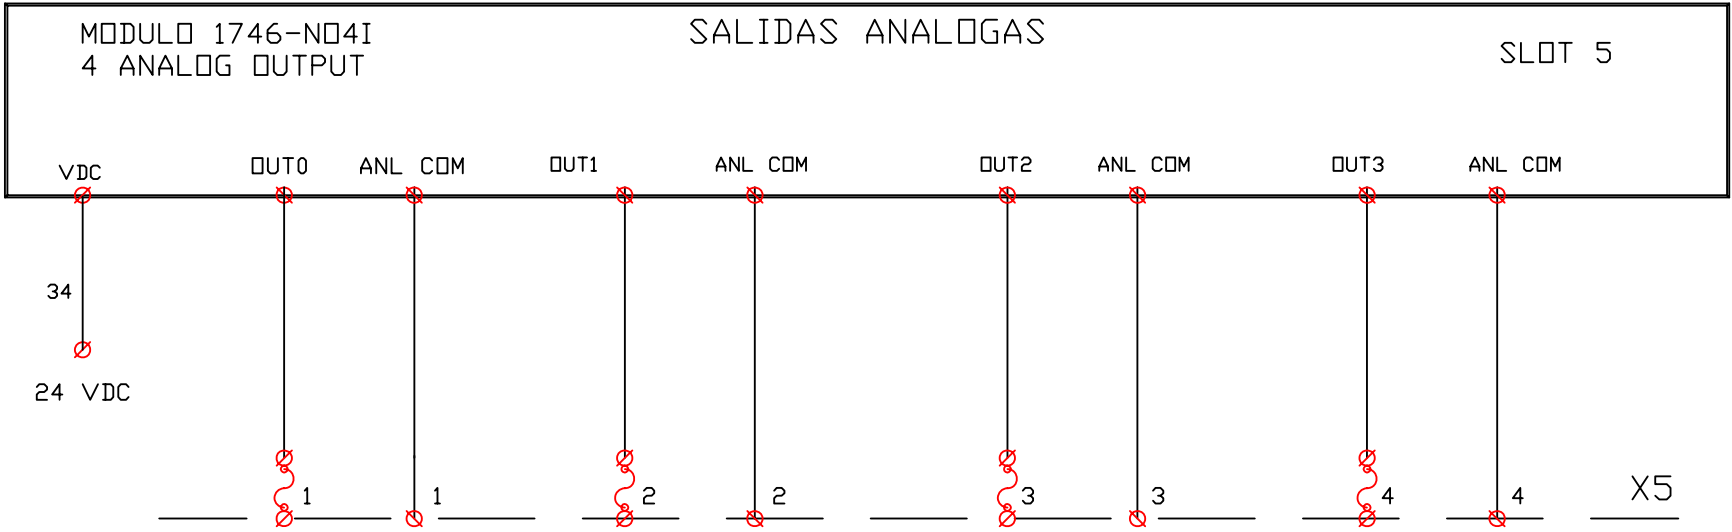 MODULO 1746-NO4I
4 ANALOG OUTPUT
SALIDAS ANALOGAS
SLOT 5
VDC OUT0 ANL COM OUT1 ANL COM OUT2 ANL COM OUT3 ANL COM
34
24 VDC
1 1 2 2 3 3 4 4 X5